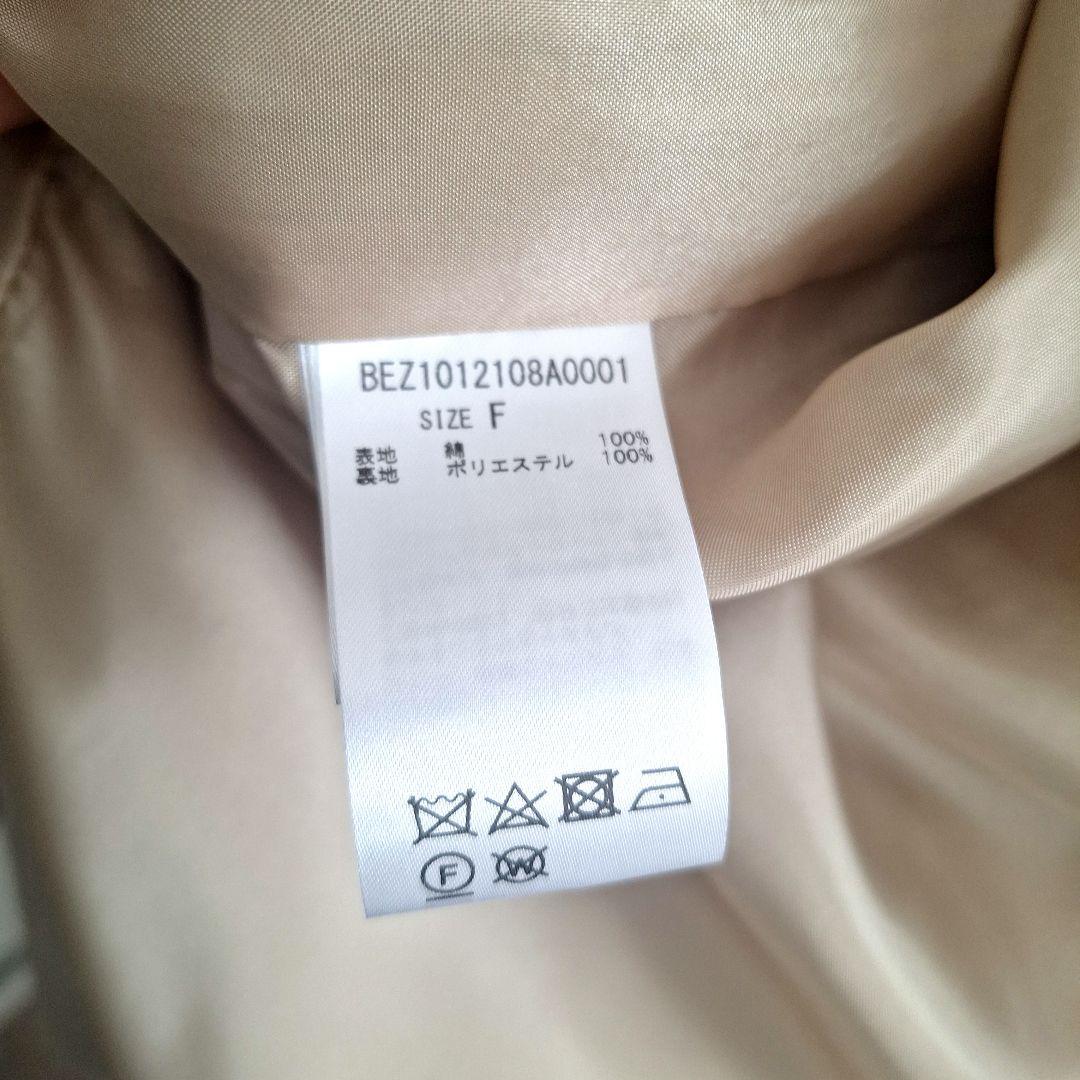 BEZ1012108A0001
SIZE F
表地 綿 100%
裏地 ポリエステル 100%
F W